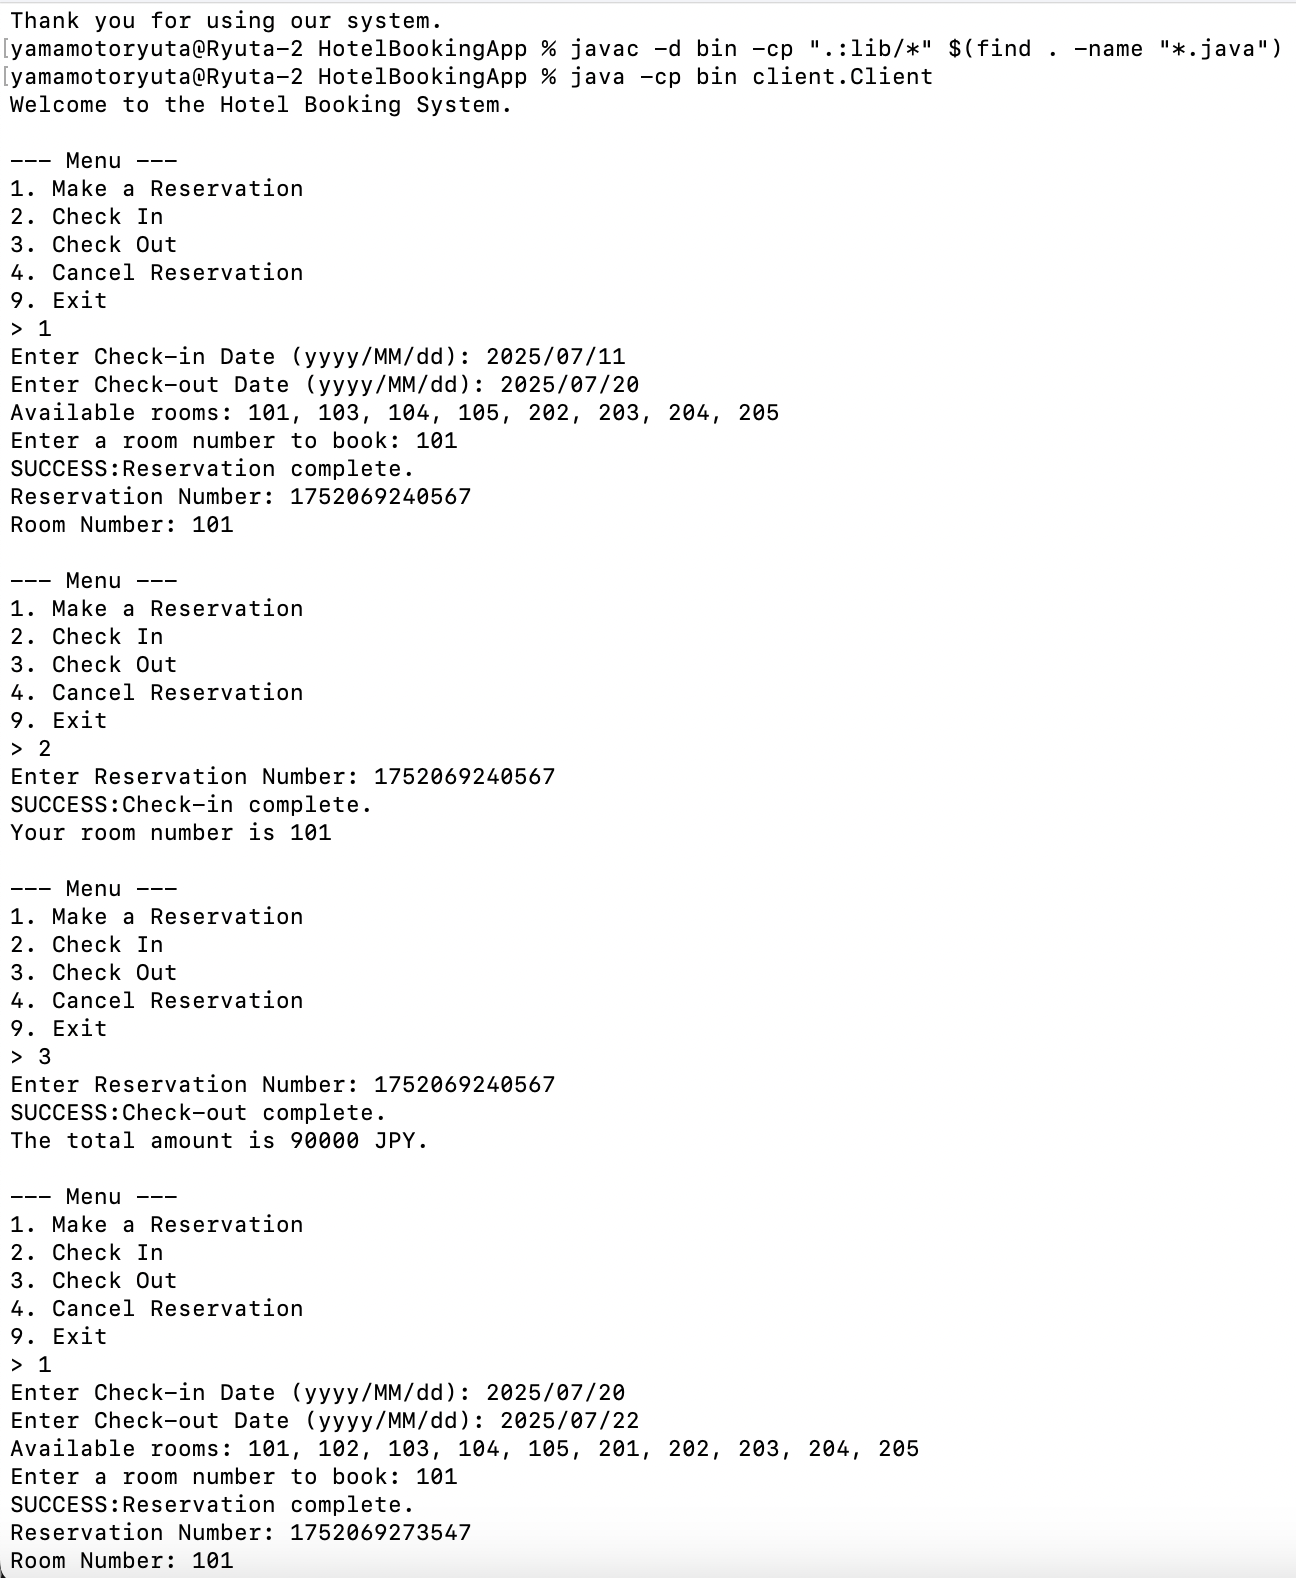 Thank you for using our system.
[yamamotoryuta@Ryuta-2 HotelBookingApp % javac -d bin -cp ".:lib/*" $(find . -name "*.java")
[yamamotoryuta@Ryuta-2 HotelBookingApp % java -cp bin client.Client
Welcome to the Hotel Booking System.

--- Menu ---
1. Make a Reservation
2. Check In
3. Check Out
4. Cancel Reservation
9. Exit
> 1
Enter Check-in Date (yyyy/MM/dd): 2025/07/11
Enter Check-out Date (yyyy/MM/dd): 2025/07/20
Available rooms: 101, 103, 104, 105, 202, 203, 204, 205
Enter a room number to book: 101
SUCCESS:Reservation complete.
Reservation Number: 1752069240567
Room Number: 101

--- Menu ---
1. Make a Reservation
2. Check In
3. Check Out
4. Cancel Reservation
9. Exit
> 2
Enter Reservation Number: 1752069240567
SUCCESS:Check-in complete.
Your room number is 101

--- Menu ---
1. Make a Reservation
2. Check In
3. Check Out
4. Cancel Reservation
9. Exit
> 3
Enter Reservation Number: 1752069240567
SUCCESS:Check-out complete.
The total amount is 90000 JPY.

--- Menu ---
1. Make a Reservation
2. Check In
3. Check Out
4. Cancel Reservation
9. Exit
> 1
Enter Check-in Date (yyyy/MM/dd): 2025/07/20
Enter Check-out Date (yyyy/MM/dd): 2025/07/22
Available rooms: 101, 102, 103, 104, 105, 201, 202, 203, 204, 205
Enter a room number to book: 101
SUCCESS:Reservation complete.
Reservation Number: 1752069273547
Room Number: 101